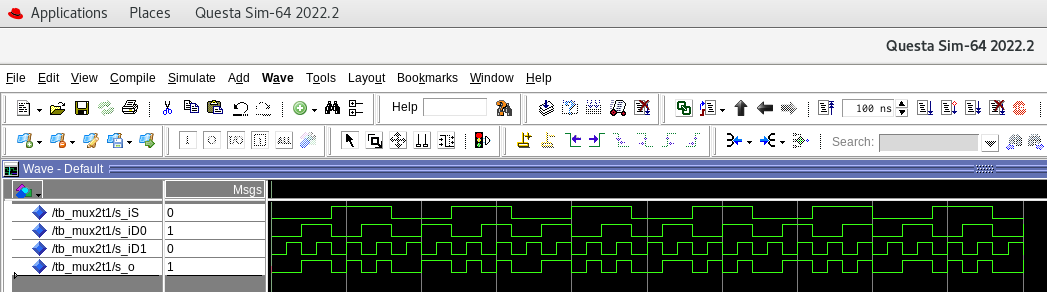 Applications Places Questa Sim-64 2022.2
Questa Sim-64 2022.2
File Edit View Compile Simulate Add Wave Tools Layout Bookmarks Window Help
Help 100 ns
Search:
Wave - Default
Msgs
/tb_mux2t1/s_iS 0
/tb_mux2t1/s_iD0 1
/tb_mux2t1/s_iD1 0
/tb_mux2t1/s_o 1